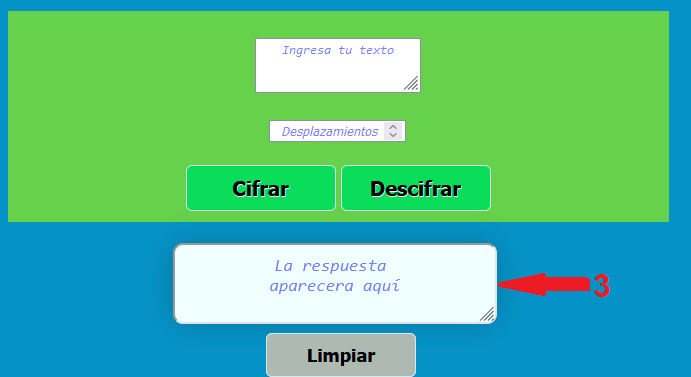 Ingresa tu texto
Desplazamientos
Cifrar Descifrar
La respuesta
aparecera aquí
3
Limpiar